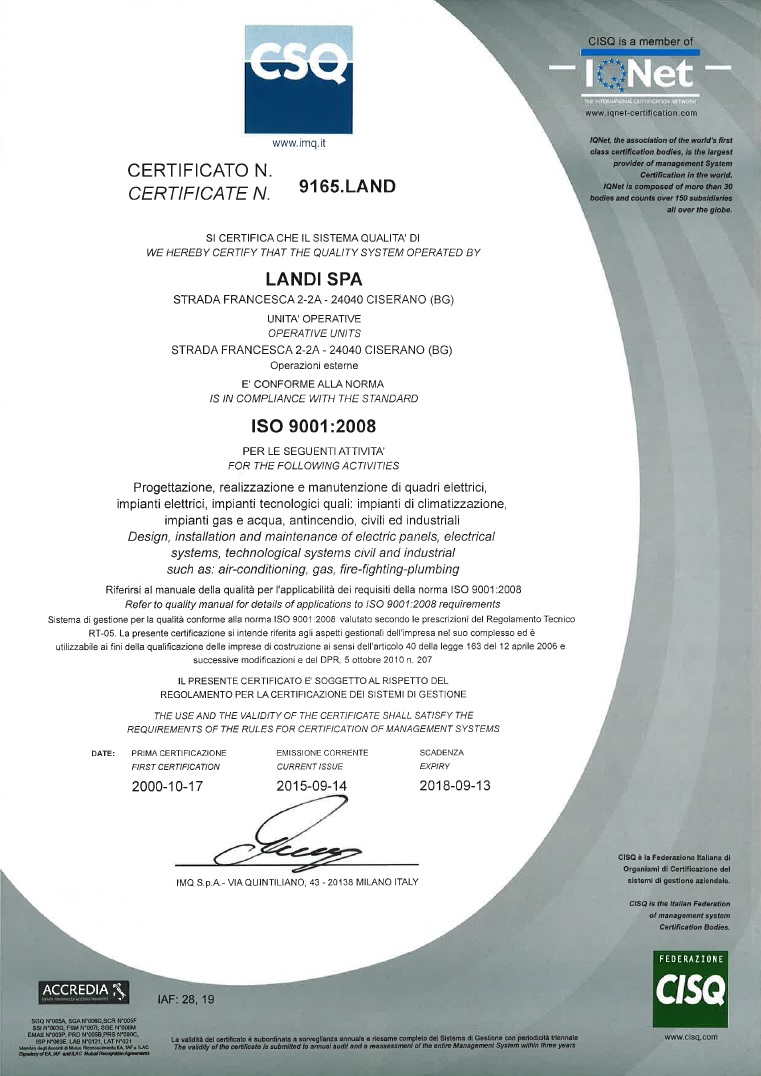 CSQ
www.imq.it
CISQ is a member of
IQNet
THE INTERNATIONAL CERTIFICATION NETWORK
www.iqnet-certification.com
IQNet, the association of the world's first
class certification bodies, is the largest
provider of management System
Certification in the world.
IQNet is composed of more than 30
bodies and counts over 150 subsidiaries
all over the globe.
CERTIFICATO N.
CERTIFICATE N.
9165.LAND
SI CERTIFICA CHE IL SISTEMA QUALITA' DI
WE HEREBY CERTIFY THAT THE QUALITY SYSTEM OPERATED BY
LANDI SPA
STRADA FRANCESCA 2-2A - 24040 CISERANO (BG)
UNITA' OPERATIVE
OPERATIVE UNITS
STRADA FRANCESCA 2-2A - 24040 CISERANO (BG)
Operazioni esterne
E' CONFORME ALLA NORMA
IS IN COMPLIANCE WITH THE STANDARD
ISO 9001:2008
PER LE SEGUENTI ATTIVITA'
FOR THE FOLLOWING ACTIVITIES
Progettazione, realizzazione e manutenzione di quadri elettrici,
impianti elettrici, impianti tecnologici quali: impianti di climatizzazione,
impianti gas e acqua, antincendio, civili ed industriali
Design, installation and maintenance of electric panels, electrical
systems, technological systems civil and industrial
such as: air-conditioning, gas, fire-fighting-plumbing
Riferirsi al manuale della qualità per l'applicabilità dei requisiti della norma ISO 9001:2008
Refer to quality manual for details of applications to ISO 9001:2008 requirements
Sistema di gestione per la qualità conforme alla norma ISO 9001:2008 valutato secondo le prescrizioni del Regolamento Tecnico
RT-05. La presente certificazione si intende riferita agli aspetti gestionali dell'impresa nel suo complesso ed è
utilizzabile ai fini della qualificazione delle imprese di costruzione ai sensi dell'articolo 40 della legge 163 del 12 aprile 2006 e
successive modificazioni e del DPR. 5 ottobre 2010 n. 207
IL PRESENTE CERTIFICATO E' SOGGETTO AL RISPETTO DEL
REGOLAMENTO PER LA CERTIFICAZIONE DEI SISTEMI DI GESTIONE
THE USE AND THE VALIDITY OF THE CERTIFICATE SHALL SATISFY THE
REQUIREMENTS OF THE RULES FOR CERTIFICATION OF MANAGEMENT SYSTEMS
DATE: PRIMA CERTIFICAZIONE EMISSIONE CORRENTE SCADENZA
FIRST CERTIFICATION CURRENT ISSUE EXPIRY
2000-10-17 2015-09-14 2018-09-13
IMQ S.p.A.- VIA QUINTILIANO, 43 - 20138 MILANO ITALY
CISQ è la Federazione Italiana di
Organismi di Certificazione dei
sistemi di gestione aziendale.
CISQ is the Italian Federation
of management system
Certification Bodies.
FEDERAZIONE
CISQ
www.cisq.com
ACCREDIA
IAF: 28, 19
SGQ N°005A, SGA N°006D, SCR N°005F
SSI N°003G, FSM N°007I, SGE N°006M
EMAS N°003P, PRD N°005B, PRS N°080C,
ISP N°063E, LAB N°0121, LAT N°021
Membro degli Accordi di Mutuo Riconoscimento EA, IAF e ILAC
Signatory of EA, IAF and ILAC Mutual Recognition Agreements
La validità del certificato è subordinata a sorveglianza annuale e riesame completo del Sistema di Gestione con periodicità triennale
The validity of the certificate is submitted to annual audit and a reassessment of the entire Management System within three years